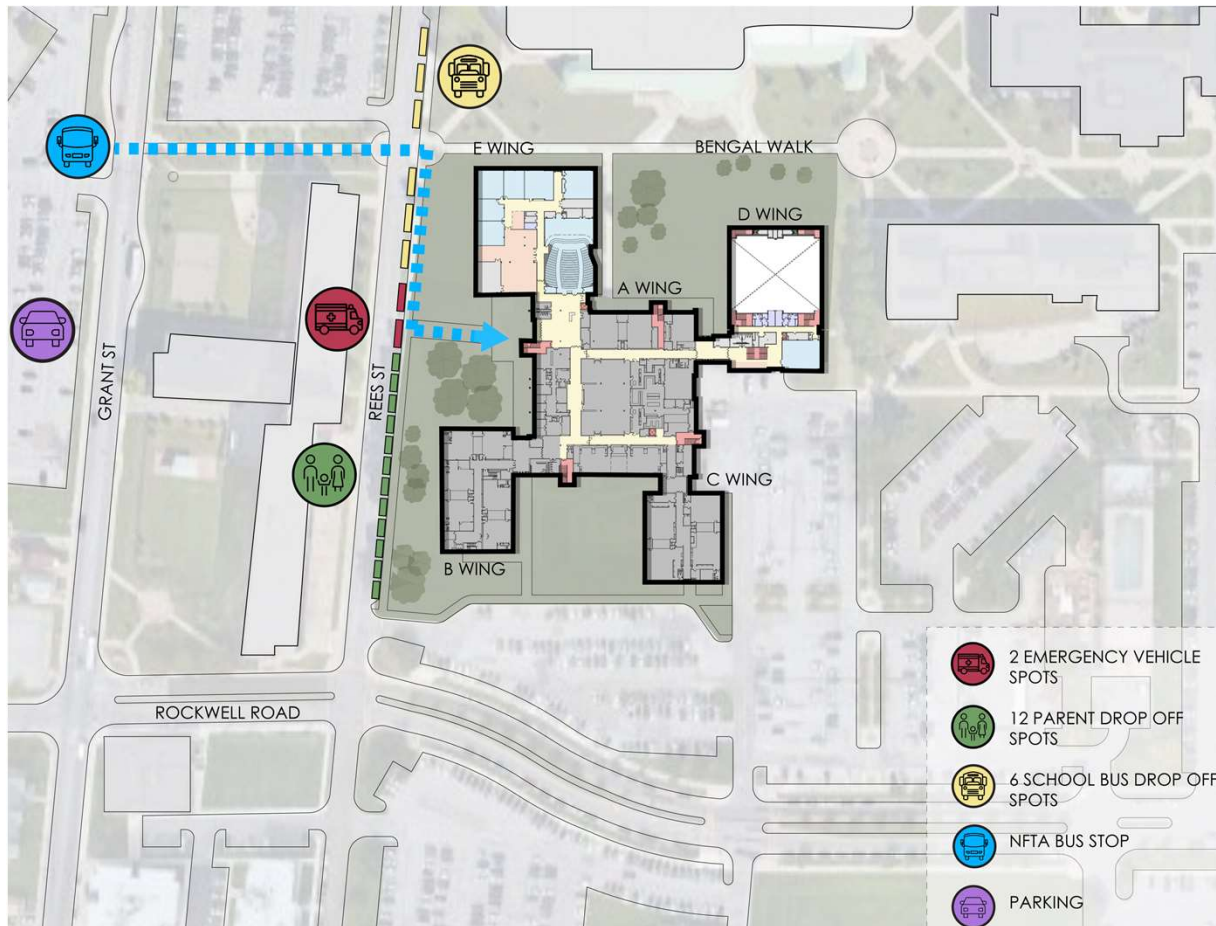 E WING
BENGAL WALK
D WING
A WING
GRANT ST
REES ST
C WING
B WING
ROCKWELL ROAD
2 EMERGENCY VEHICLE
SPOTS
12 PARENT DROP OFF
SPOTS
6 SCHOOL BUS DROP OFF
SPOTS
NFTA BUS STOP
PARKING